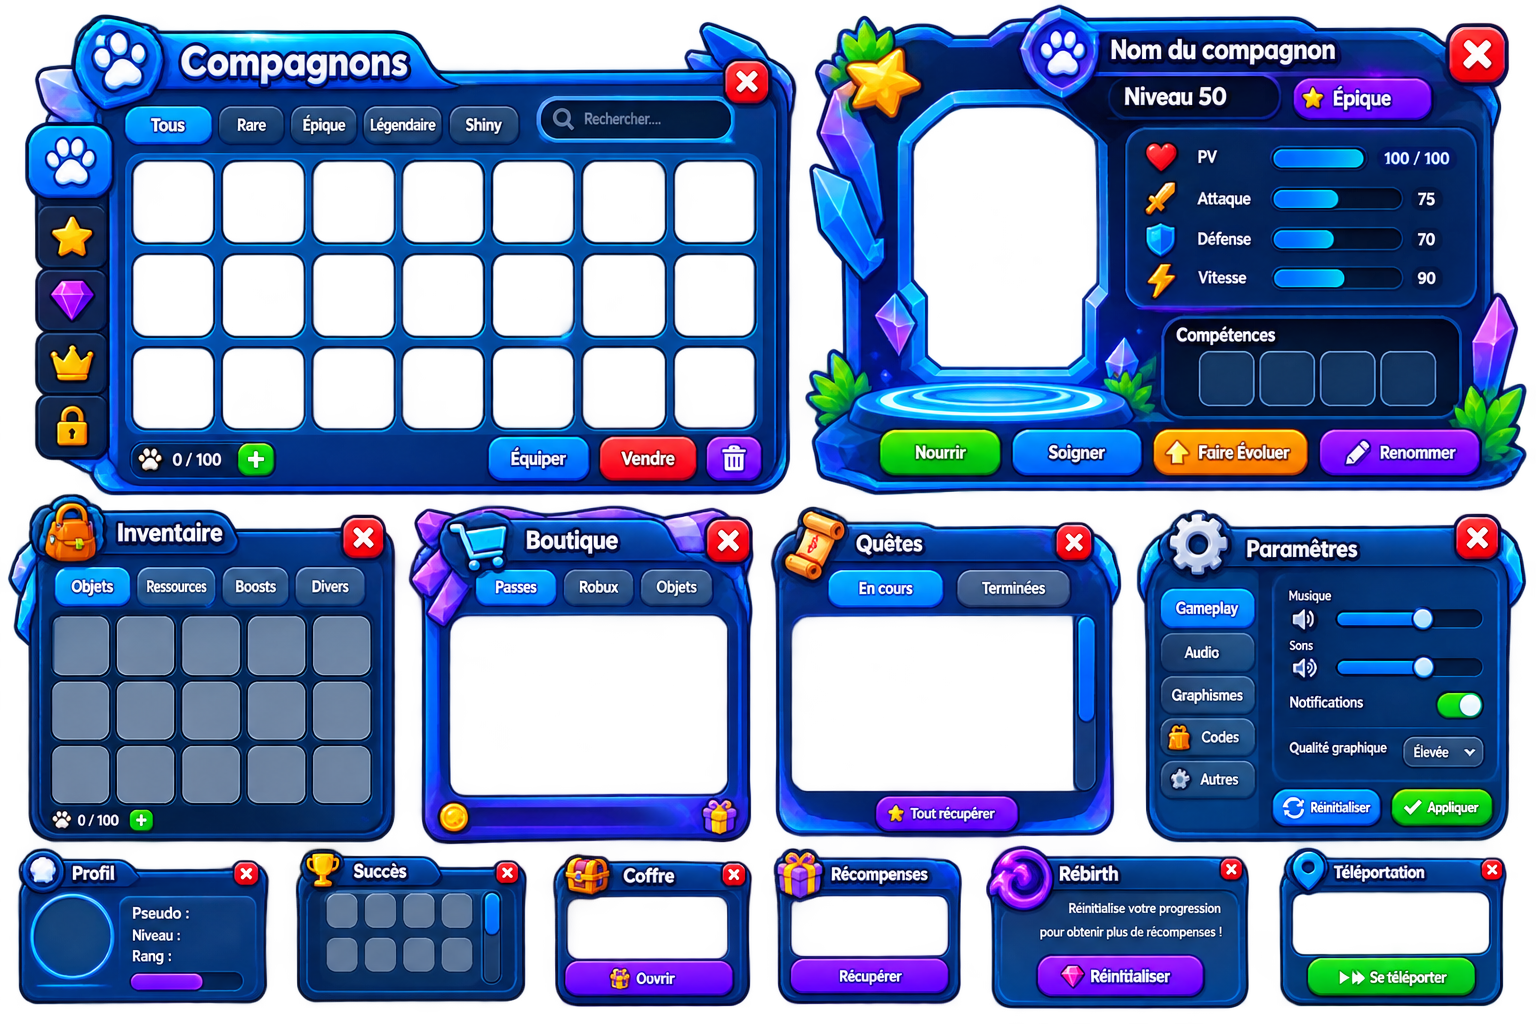 Compagnons
Tous
Rare
Épique
Légendaire
Shiny
Rechercher....
0 / 100
Équiper
Vendre
Nom du compagnon
Niveau 50
Épique
PV
100 / 100
Attaque
75
Défense
70
Vitesse
90
Compétences
Nourrir
Soigner
Faire Évoluer
Renommer
Inventaire
Objets
Ressources
Boosts
Divers
0 / 100
Boutique
Passes
Robux
Objets
Quêtes
En cours
Terminées
Tout récupérer
Paramêtres
Gameplay
Audio
Graphismes
Codes
Autres
Musique
Sons
Notifications
Qualité graphique
Élevée
Réinitialiser
Appliquer
Profil
Pseudo :
Niveau :
Rang :
Succès
Coffre
Ouvrir
Récompenses
Récupérer
Rébirth
Réinitialise votre progression
pour obtenir plus de récompenses !
Réinitialiser
Téléportation
Se téléporter